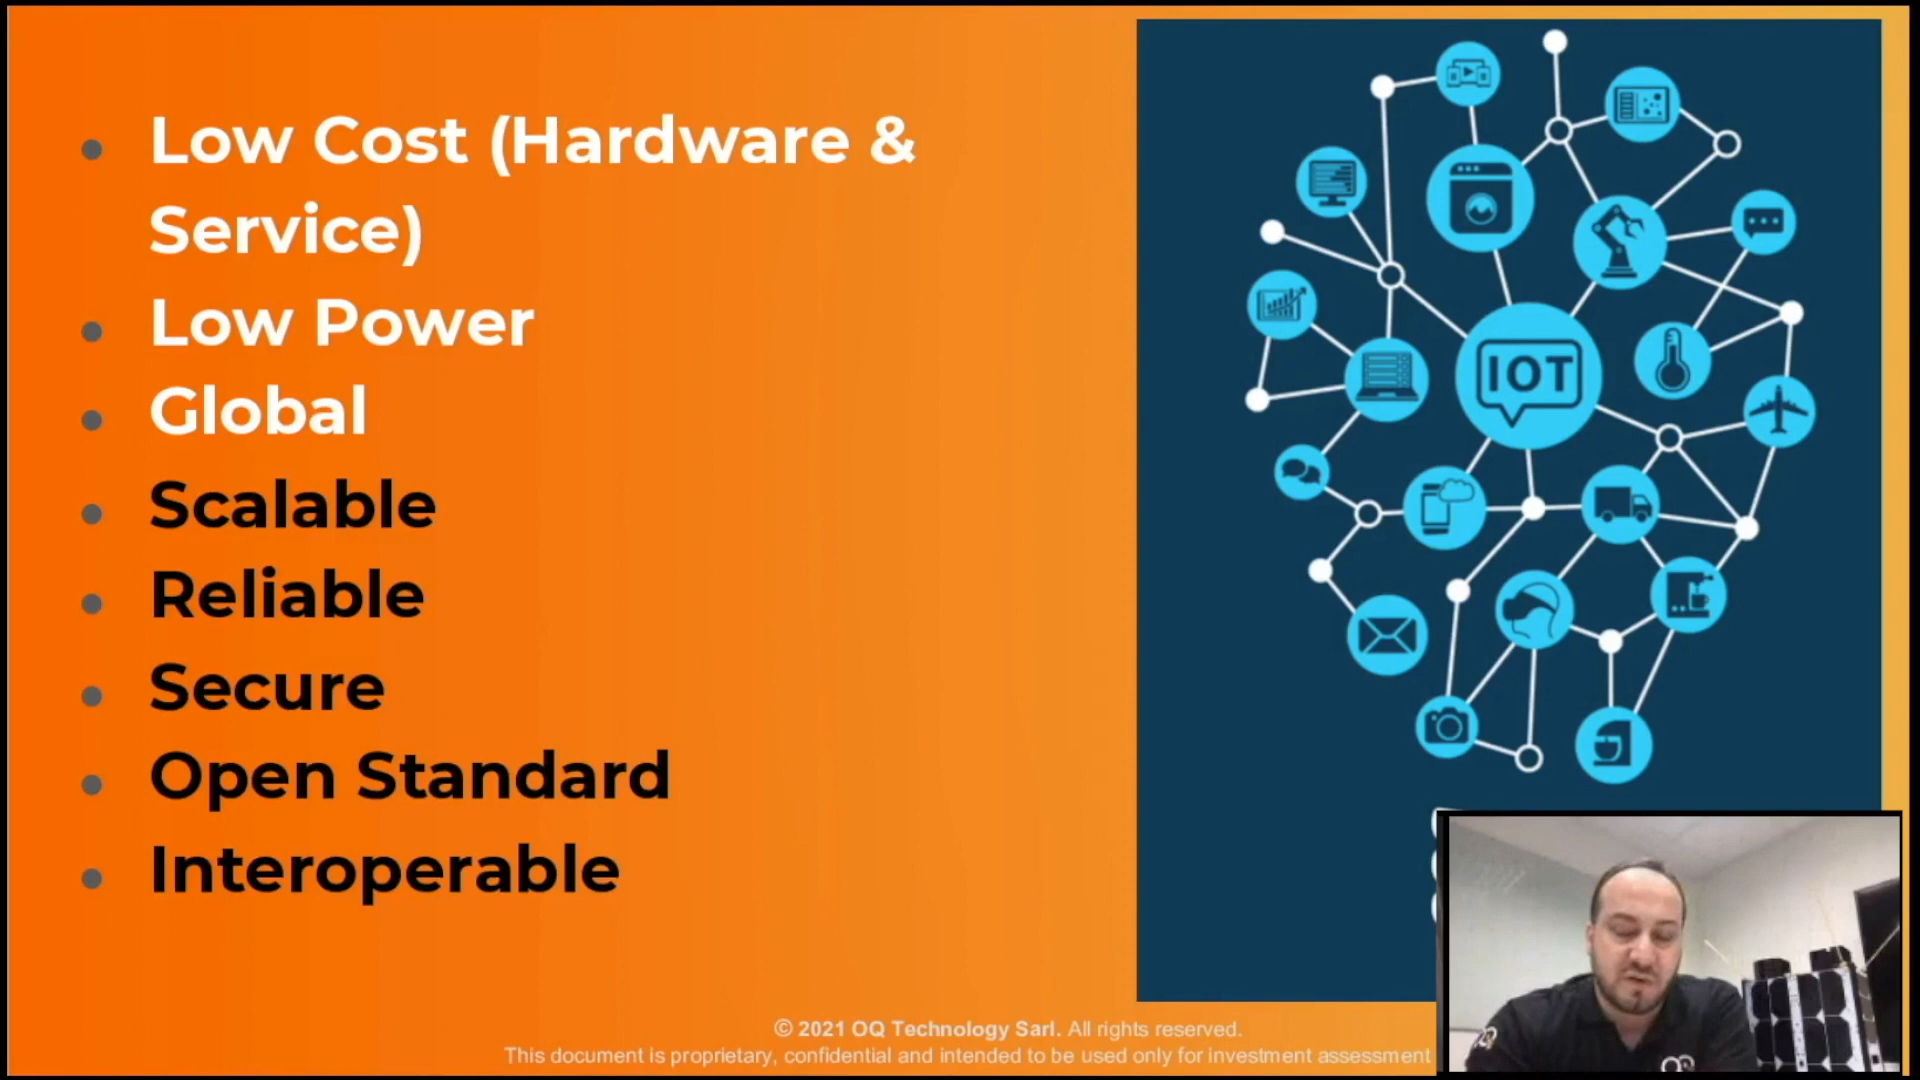 Low Cost (Hardware &
Service)
Low Power
Global
Scalable
Reliable
Secure
Open Standard
Interoperable
IOT
© 2021 OQ Technology Sarl. All rights reserved.
This document is proprietary, confidential and intended to be used only for investment assessment